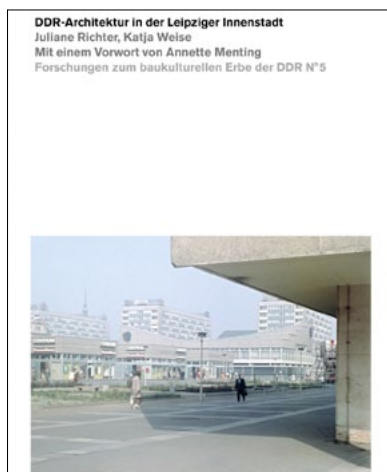 DDR-Architektur in der Leipziger Innenstadt
Juliane Richter, Katja Weise
Mit einem Vorwort von Annette Menting
Forschungen zum baukulturellen Erbe der DDR N°5